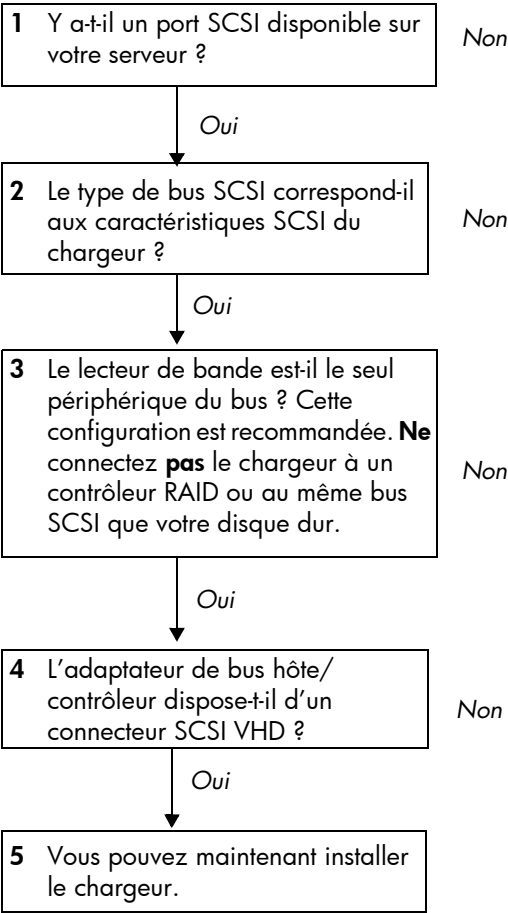 1 Y a-t-il un port SCSI disponible sur
votre serveur ?
Non
Oui
2 Le type de bus SCSI correspond-il
aux caractéristiques SCSI du
chargeur ?
Non
Oui
3 Le lecteur de bande est-il le seul
périphérique du bus ? Cette
configuration est recommandée. Ne
connectez pas le chargeur à un
contrôleur RAID ou au même bus
SCSI que votre disque dur.
Non
Oui
4 L'adaptateur de bus hôte/
contrôleur dispose-t-il d'un
connecteur SCSI VHD ?
Non
Oui
5 Vous pouvez maintenant installer
le chargeur.